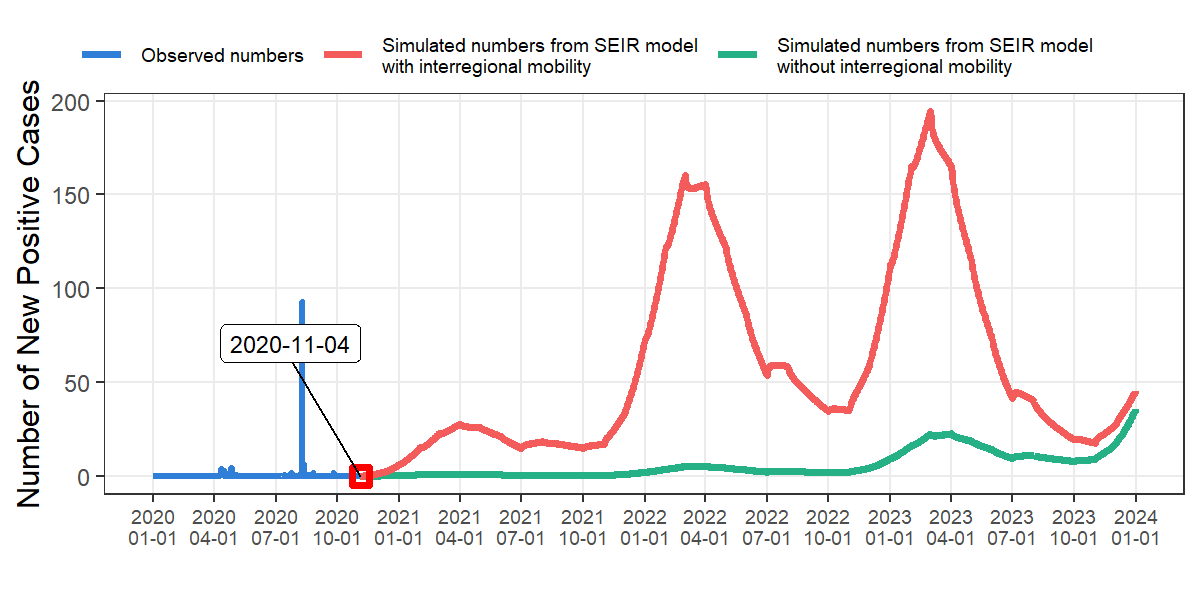 Observed numbers
Simulated numbers from SEIR model
with interregional mobility
Simulated numbers from SEIR model
without interregional mobility
Number of New Positive Cases
200
150
100
50
0
2020-11-04
2020 2020 2020 2020 2021 2021 2021 2021 2022 2022 2022 2022 2023 2023 2023 2023 2024
01-01 04-01 07-01 10-01 01-01 04-01 07-01 10-01 01-01 04-01 07-01 10-01 01-01 04-01 07-01 10-01 01-01